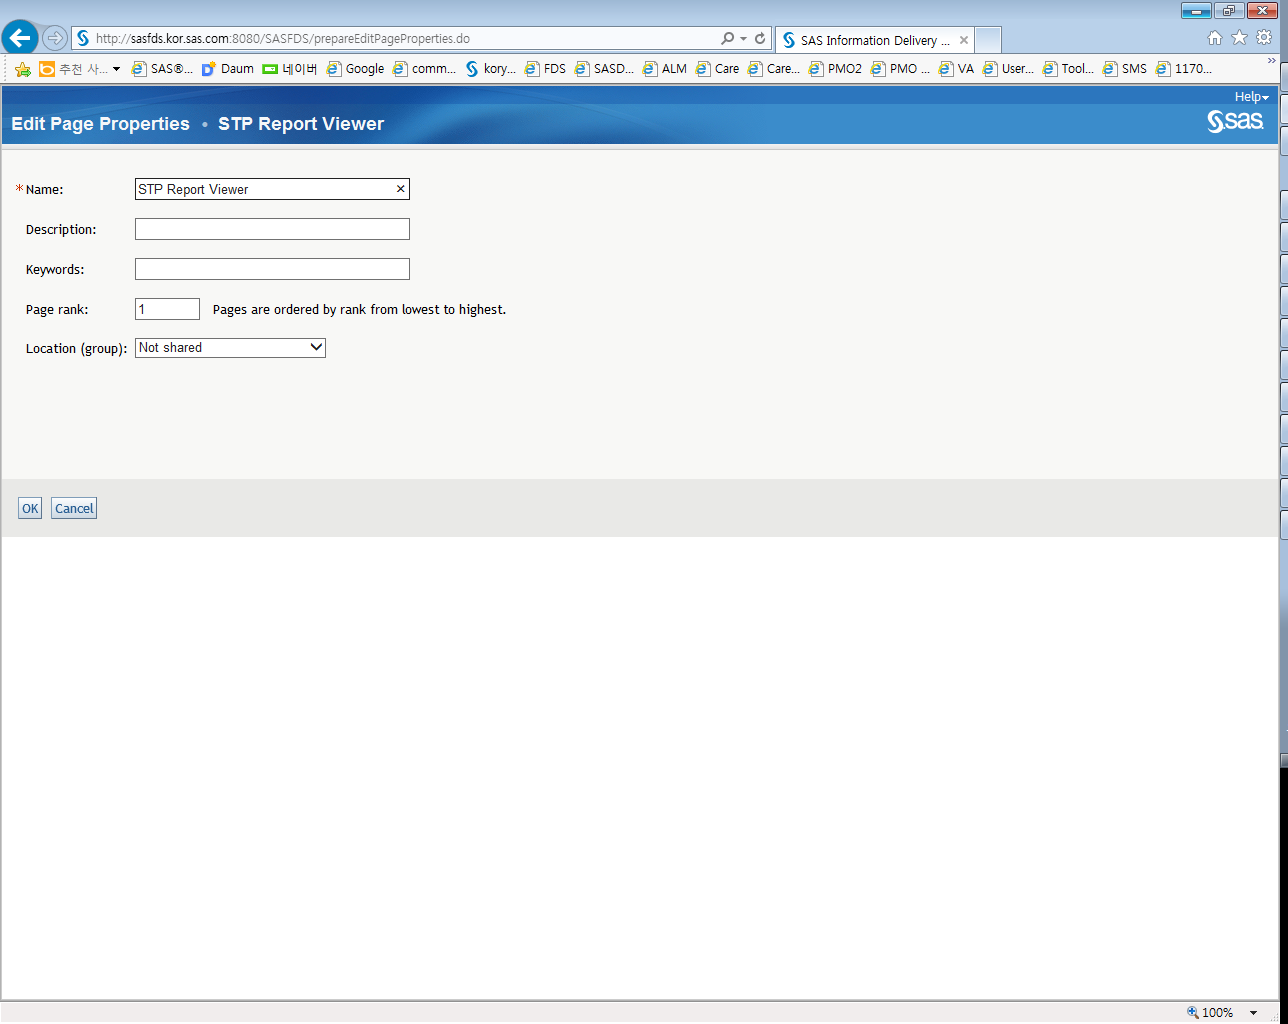 http://sasfds.kor.sas.com:8080/SASFDS/prepareEditPageProperties.do
SAS Information Delivery ...
추천 사... SAS®... Daum 네이버 Google comm... kory... FDS SASD... ALM Care Care... PMO2 PMO ... VA User... Tool... SMS 1170...
Help
Edit Page Properties • STP Report Viewer
sas
*Name: STP Report Viewer
Description:
Keywords:
Page rank: 1 Pages are ordered by rank from lowest to highest.
Location (group): Not shared
OK Cancel
100%